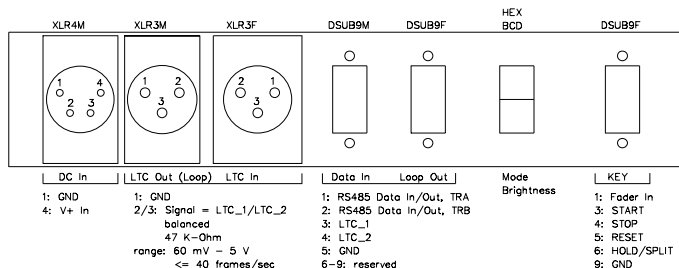 HEX
XLR4M XLR3M XLR3F DSUB9M DSUB9F BCD DSUB9F
1 4 1 2 2 1
2 3 3 3
DC In LTC Out (Loop) LTC In Data In Loop Out Mode KEY
Brightness
1: GND
4: V+ In
1: GND
2/3: Signal = LTC_1/LTC_2
balanced
47 K-Ohm
range: 60 mV - 5 V
<= 40 frames/sec
1: RS485 Data In/Out, TRA
2: RS485 Data In/Out, TRB
3: LTC_1
4: LTC_2
5: GND
6-9: reserved
1: Fader In
3: START
4: STOP
5: RESET
6: HOLD/SPLIT
9: GND